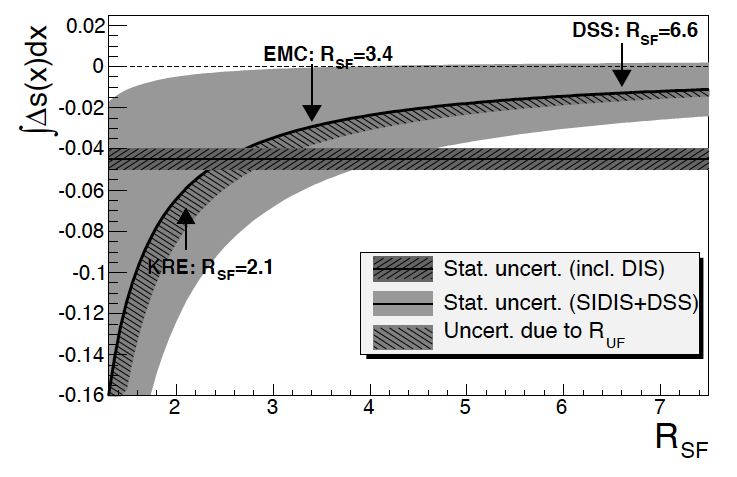 ∫Δs(x)dx
0.02
0
-0.02
-0.04
-0.06
-0.08
-0.1
-0.12
-0.14
-0.16
DSS: R_SF=6.6
EMC: R_SF=3.4
KRE: R_SF=2.1
Stat. uncert. (incl. DIS)
Stat. uncert. (SIDIS+DSS)
Uncert. due to R_UF
2 3 4 5 6 7
R_SF